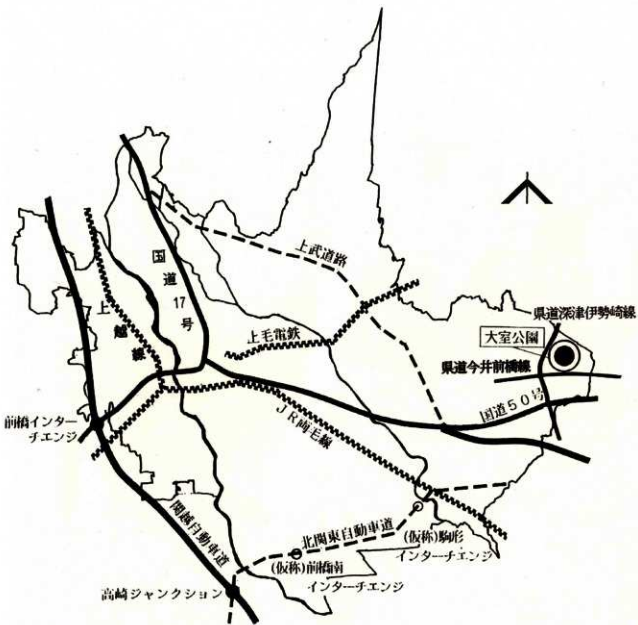 上武道路
国道17号
上越線
上毛電鉄
県道深津伊勢崎線
大室公園
県道今井前橋線
国道50号
前橋インター
チエンジ
JR両毛線
関越自動車道
北関東自動車道
(仮称)駒形
インターチエンジ
(仮称)前橋南
インターチエンジ
高崎ジャンクション